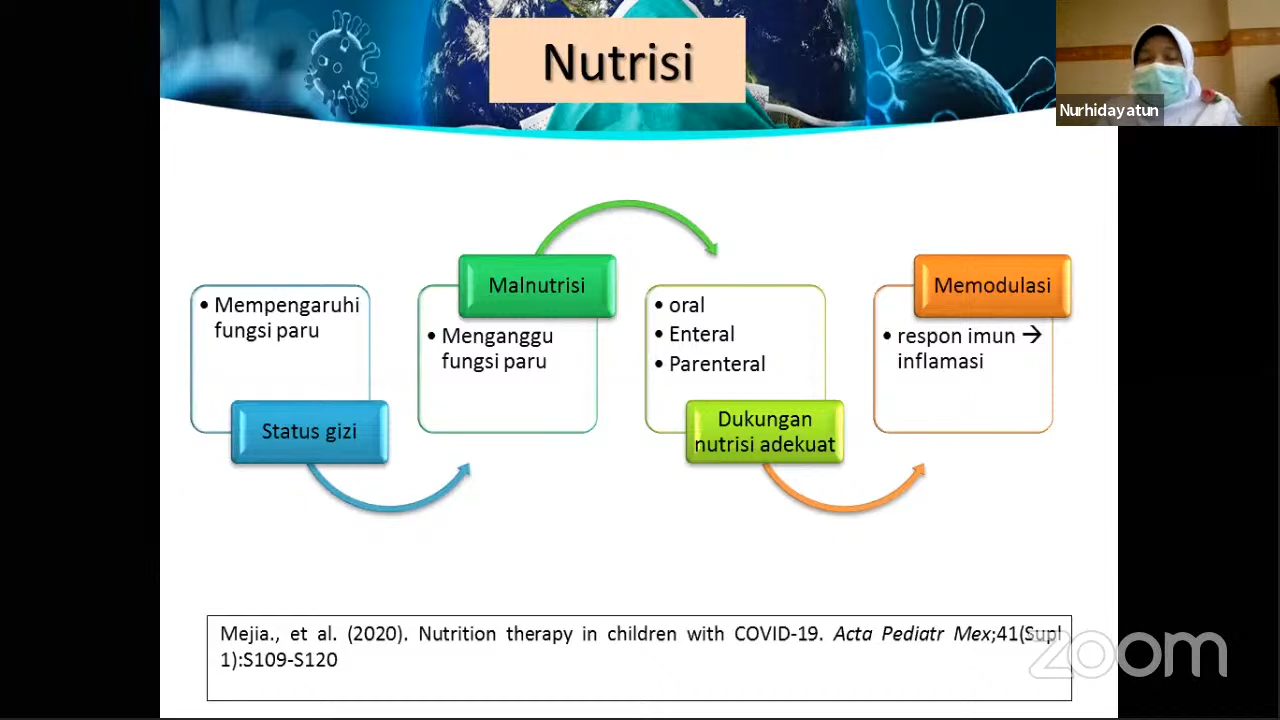 Nutrisi
Nurhidayatun
• Mempengaruhi
fungsi paru
Status gizi
Malnutrisi
• Menganggu
fungsi paru
• oral
• Enteral
• Parenteral
Dukungan
nutrisi adekuat
Memodulasi
• respon imun →
inflamasi
Mejia., et al. (2020). Nutrition therapy in children with COVID-19. Acta Pediatr Mex;41(Supl
1):S109-S120
zoom